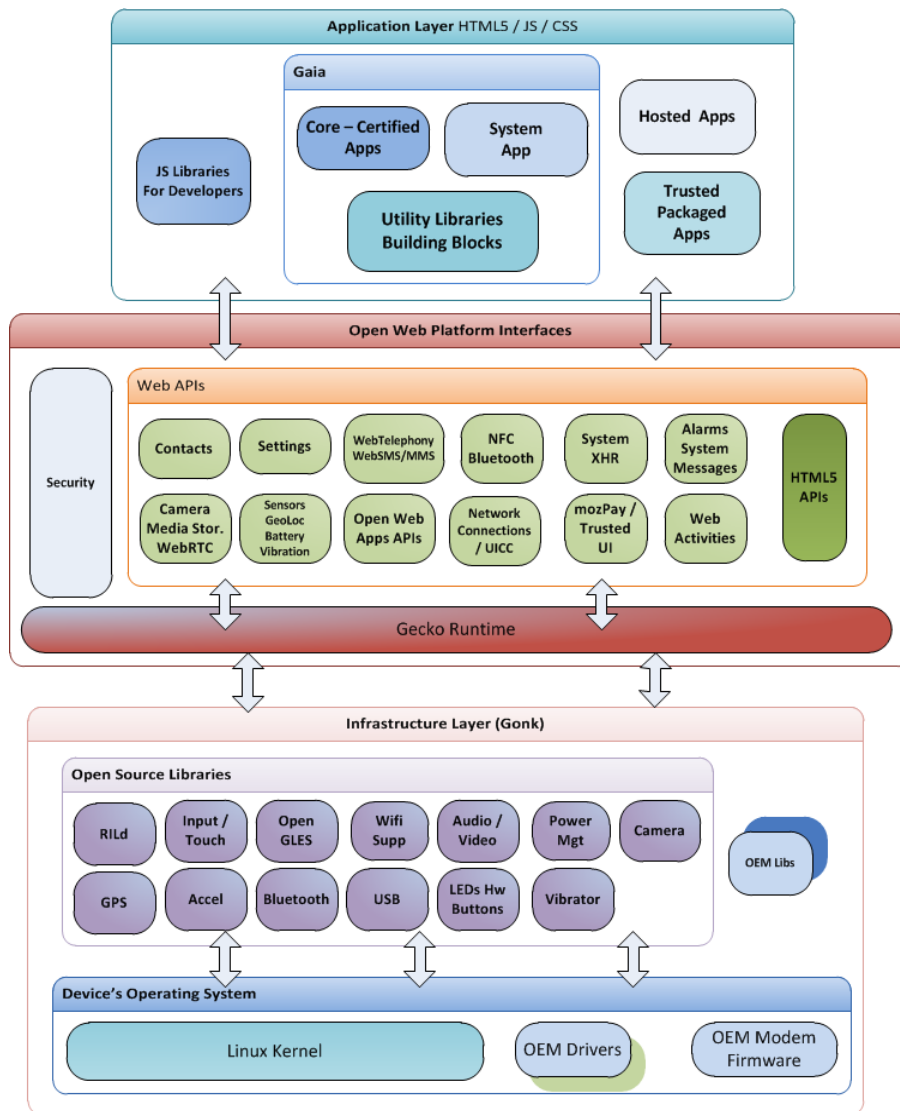 Application Layer HTML5 / JS / CSS
Gaia
Core – Certified
Apps
System
App
Hosted Apps
JS Libraries
For Developers
Utility Libraries
Building Blocks
Trusted
Packaged
Apps
Open Web Platform Interfaces
Security
Web APIs
Contacts
Settings
WebTelephony
WebSMS/MMS
NFC
Bluetooth
System
XHR
Alarms
System
Messages
HTML5
APIs
Camera
Media Stor.
WebRTC
Sensors
GeoLoc
Battery
Vibration
Open Web
Apps APIs
Network
Connections
/ UICC
mozPay /
Trusted
UI
Web
Activities
Gecko Runtime
Infrastructure Layer (Gonk)
Open Source Libraries
RILd
Input /
Touch
Open
GLES
Wifi
Supp
Audio /
Video
Power
Mgt
Camera
OEM Libs
GPS
Accel
Bluetooth
USB
LEDs Hw
Buttons
Vibrator
Device's Operating System
Linux Kernel
OEM Drivers
OEM Modem
Firmware